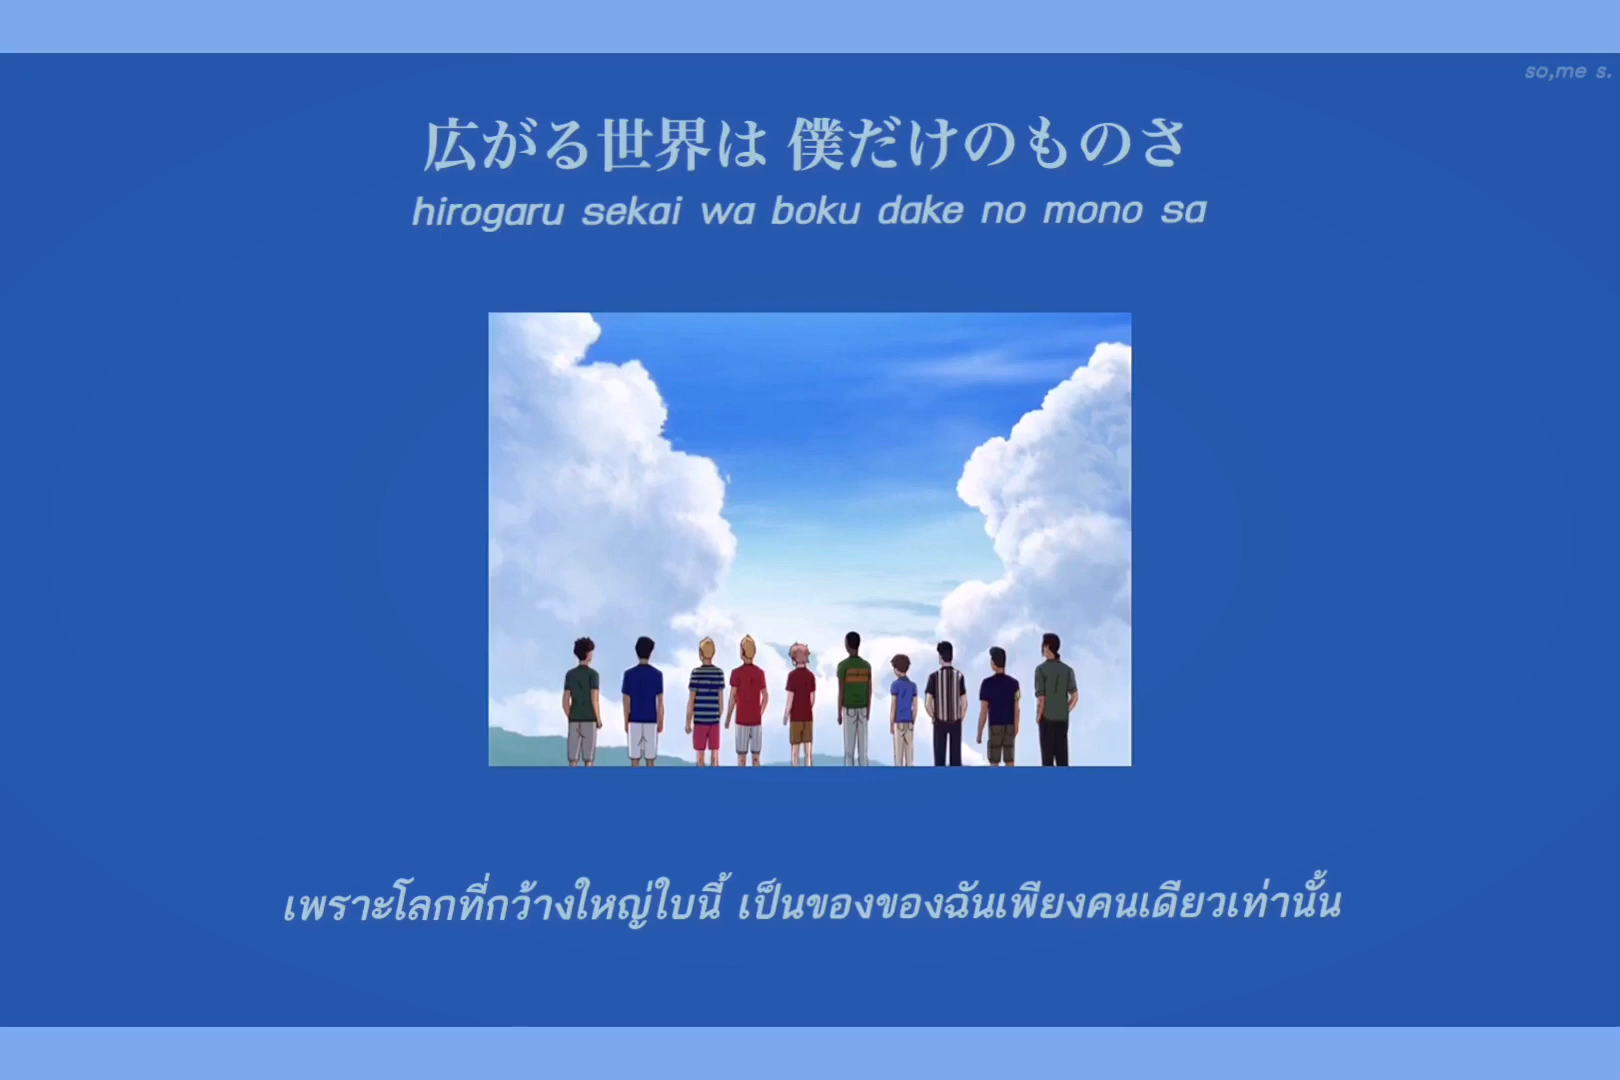 so,me s.
広がる世界は 僕だけのものさ
hirogaru sekai wa boku dake no mono sa
เพราะโลกที่กว้างใหญ่ใบนี้ เป็นของของฉันเพียงคนเดียวเท่านั้น